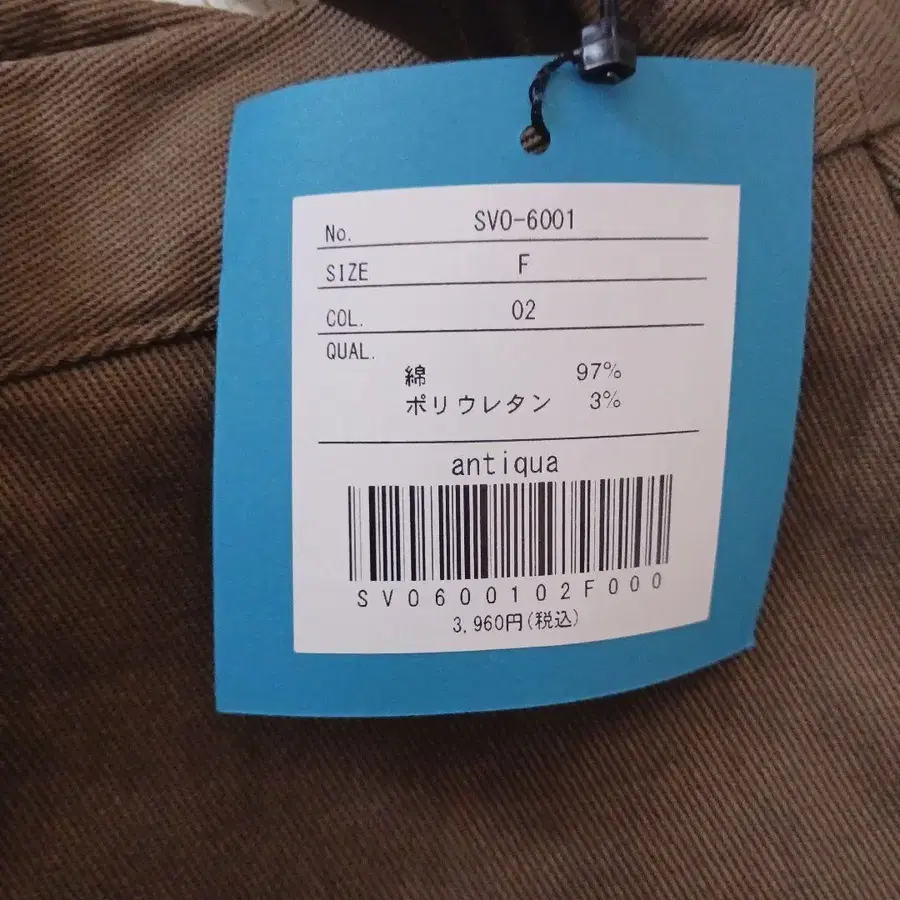 No. SVO-6001
SIZE F
COL. 02
QUAL.
綿 97%
ポリウレタン 3%
antiqua
SVO600102F000
3,960円(税込)